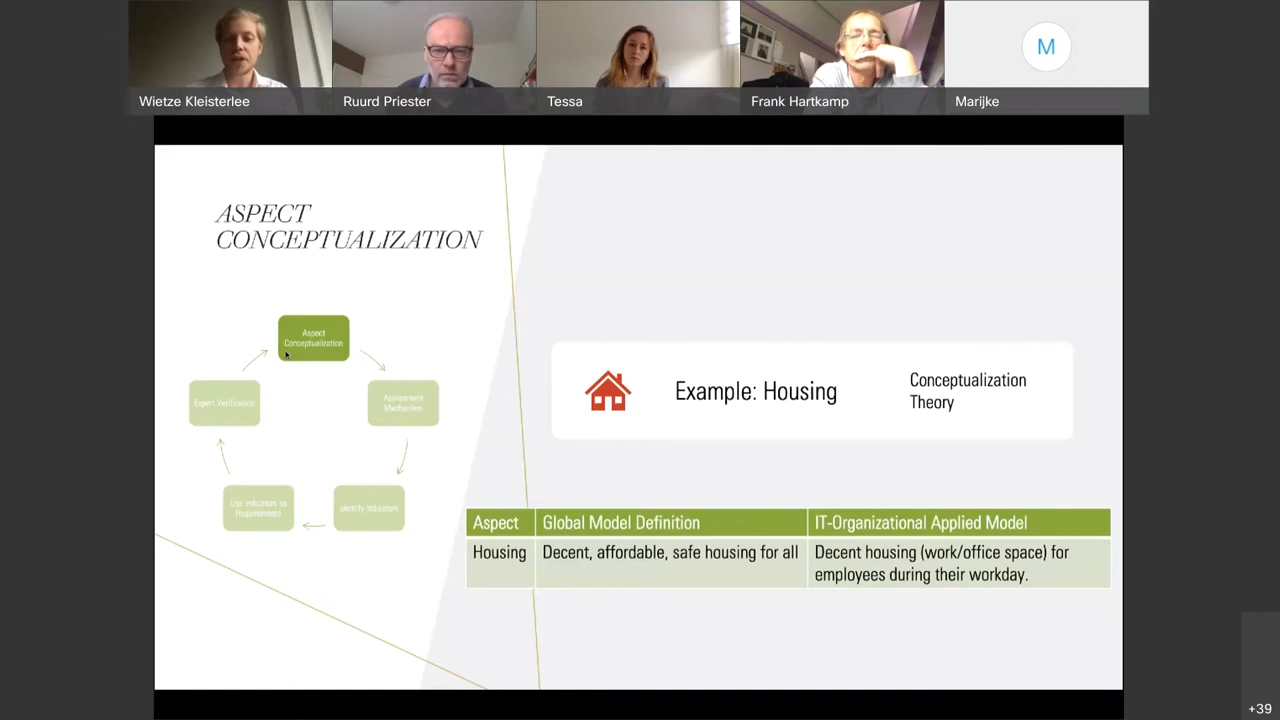 Wietze Kleisterlee
Ruurd Priester
Tessa
Frank Hartkamp
M
Marijke
ASPECT
CONCEPTUALIZATION
Aspect
Conceptualization
Expert Verification
Assessment
Mechanism
Use Indicators as
Requirements
Identify Indicators
Example: Housing
Conceptualization
Theory
Aspect
Global Model Definition
IT-Organizational Applied Model
Housing
Decent, affordable, safe housing for all
Decent housing (work/office space) for
employees during their workday.
+39